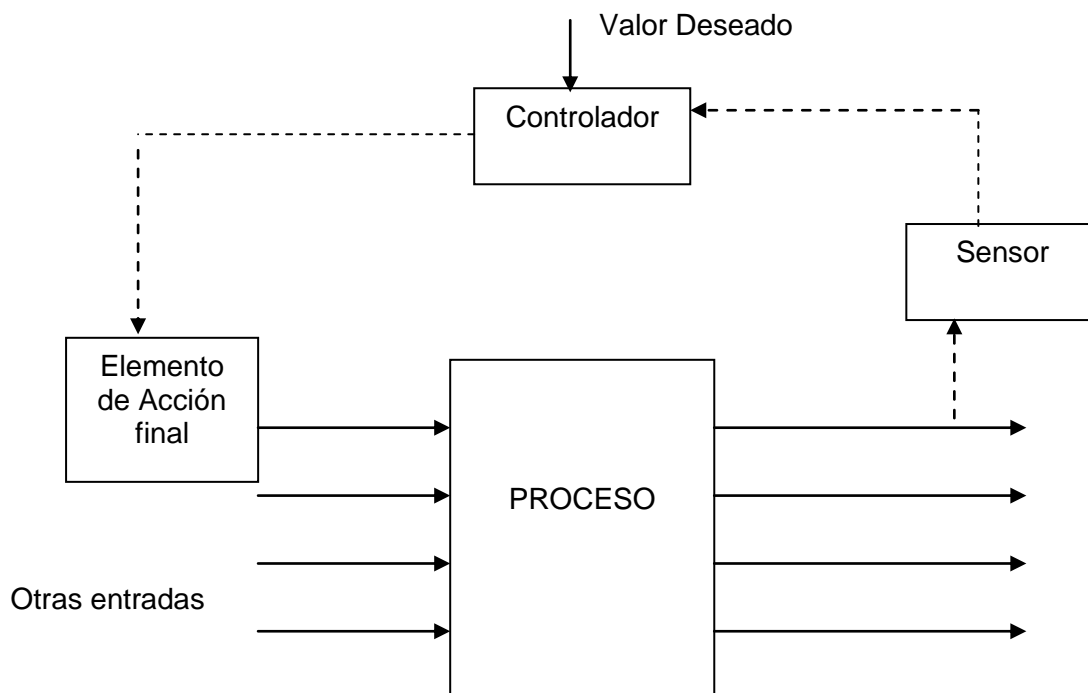 Valor Deseado
Controlador
Sensor
Elemento
de Acción
final
PROCESO
Otras entradas